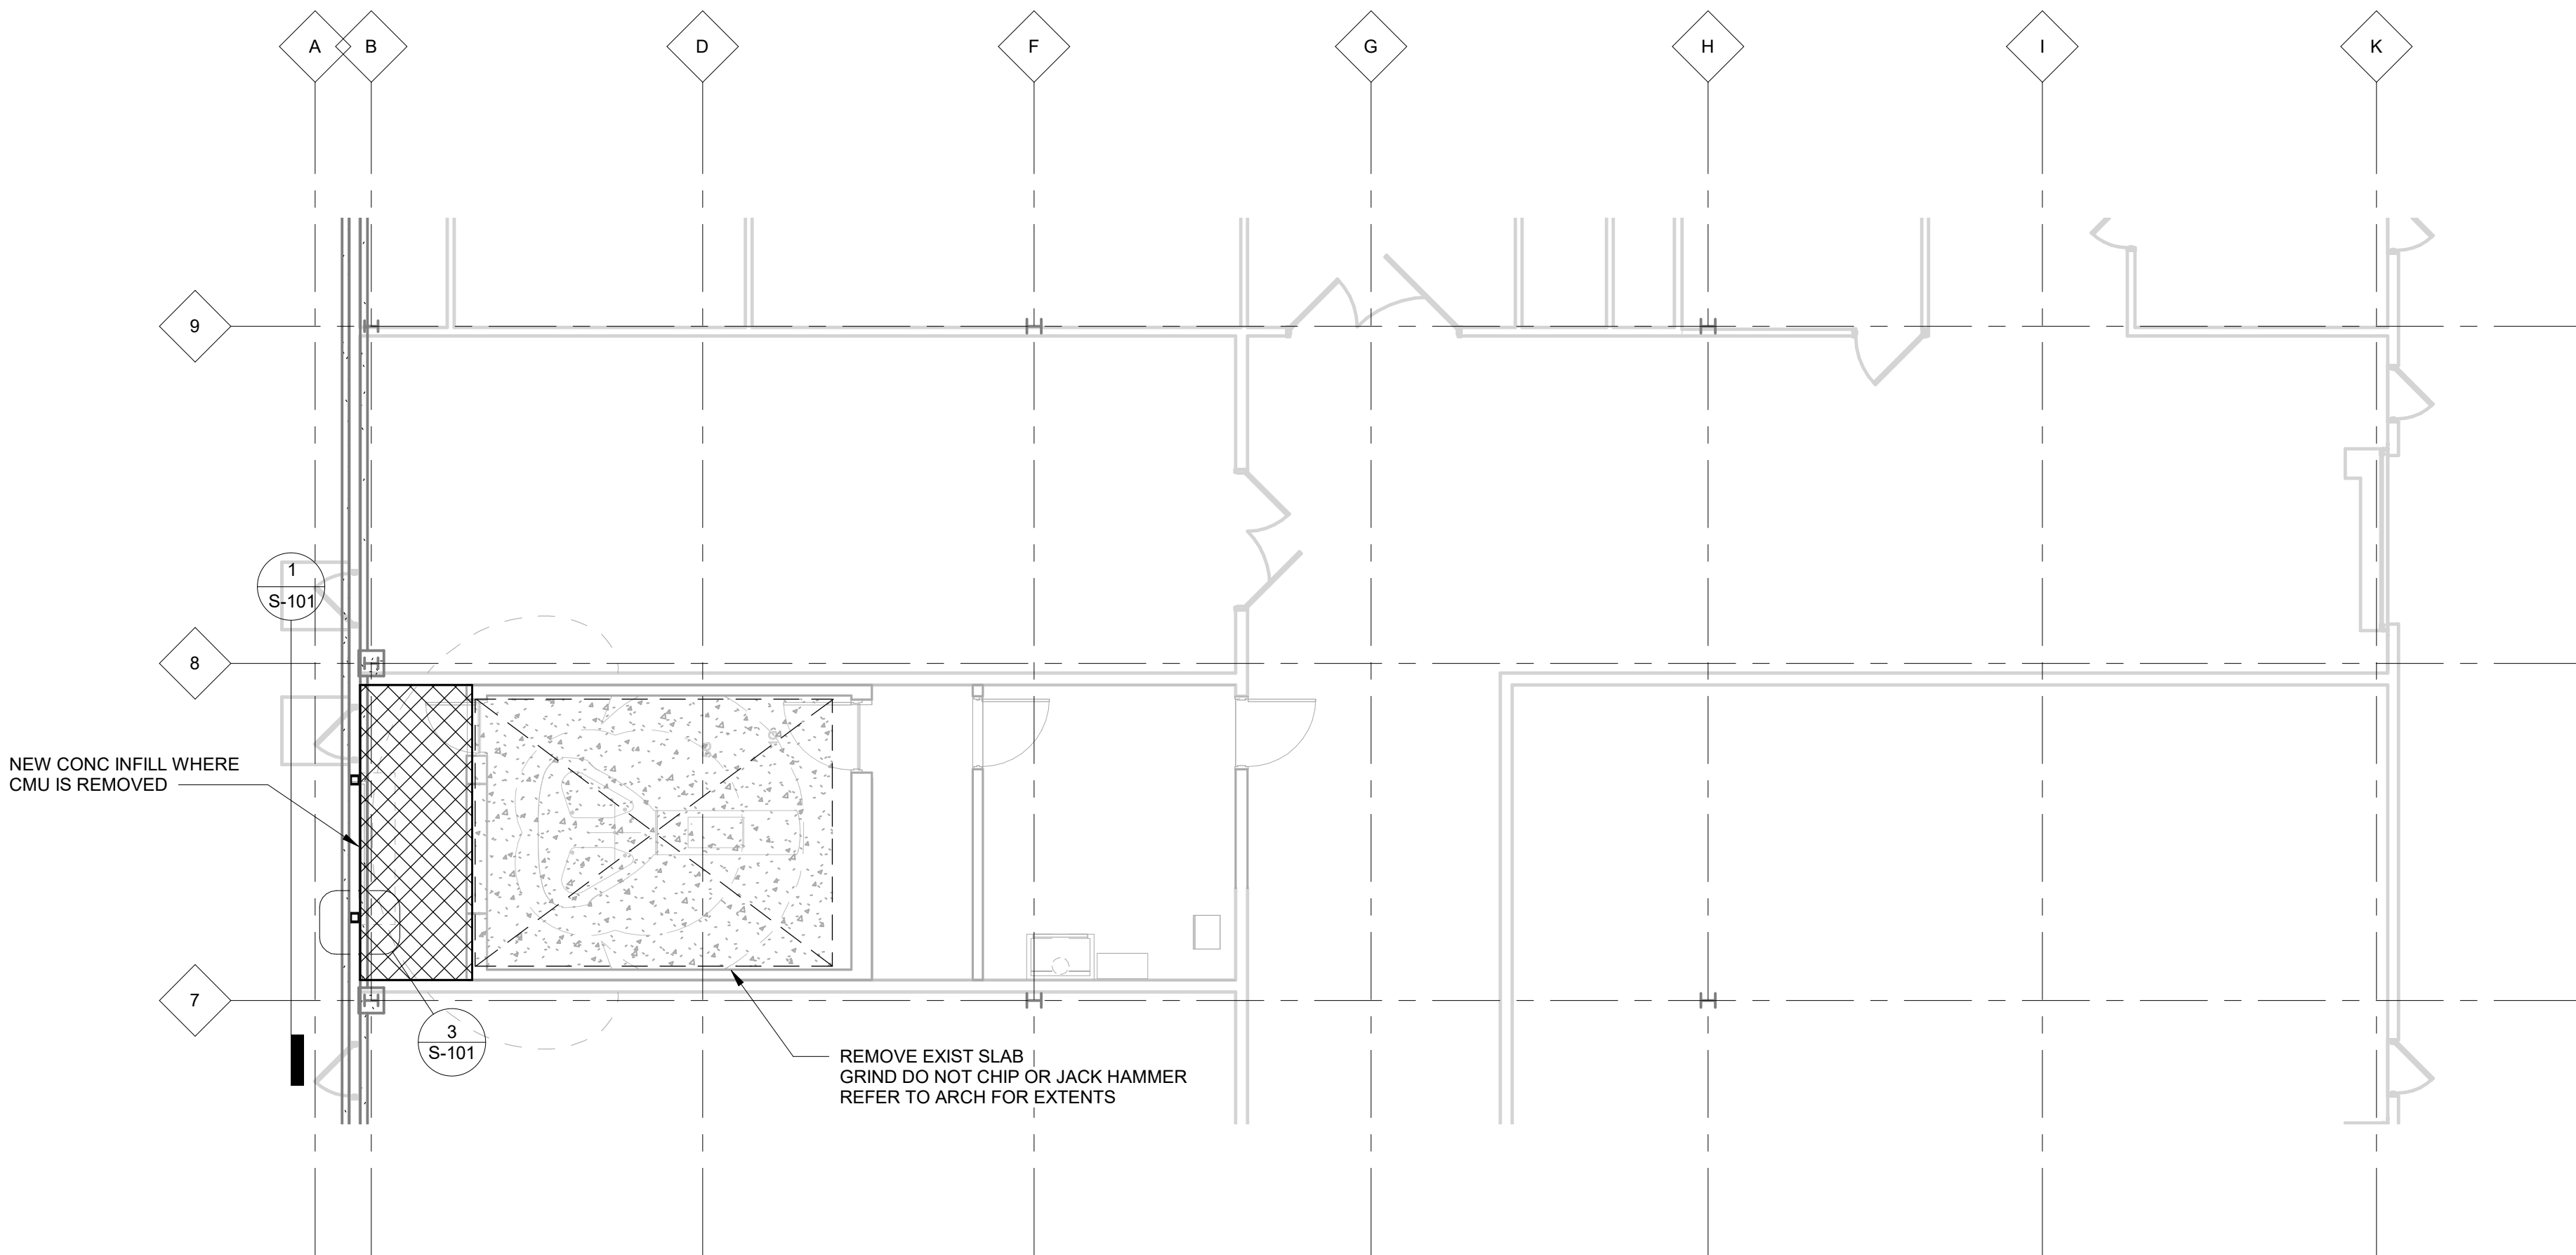 A B D F G H I K
9
1
S-101
8
NEW CONC INFILL WHERE
CMU IS REMOVED
7
3
S-101
REMOVE EXIST SLAB
GRIND DO NOT CHIP OR JACK HAMMER
REFER TO ARCH FOR EXTENTS